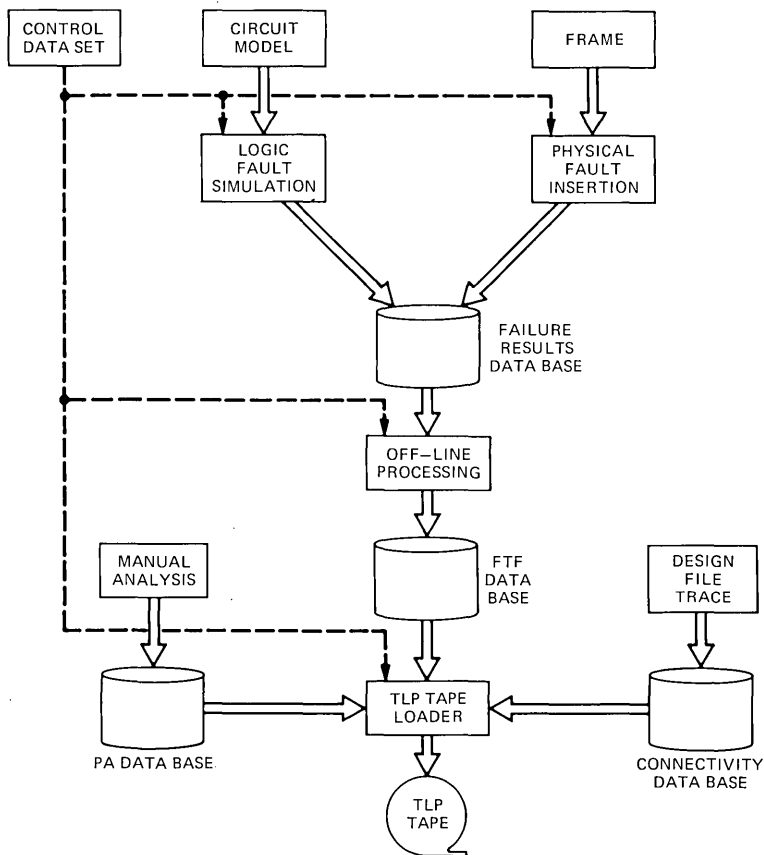 CONTROL
DATA SET
CIRCUIT
MODEL
FRAME
LOGIC
FAULT
SIMULATION
PHYSICAL
FAULT
INSERTION
FAILURE
RESULTS
DATA BASE
OFF–LINE
PROCESSING
MANUAL
ANALYSIS
FTF
DATA
BASE
DESIGN
FILE
TRACE
TLP TAPE
LOADER
PA DATA BASE
CONNECTIVITY
DATA BASE
TLP
TAPE